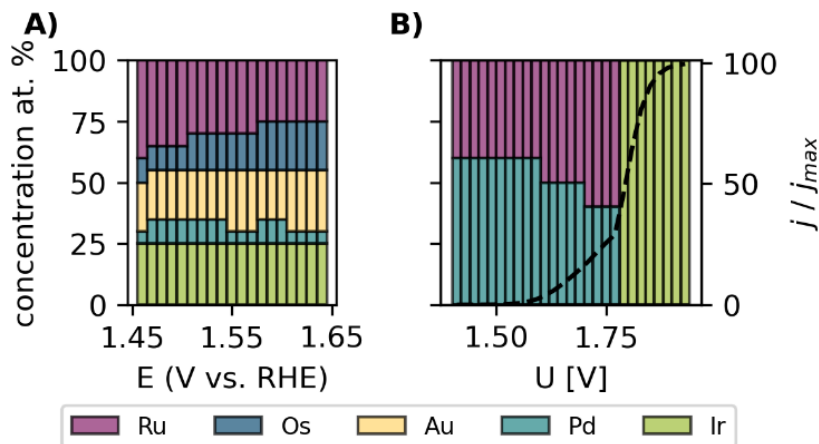 A)
B)
concentration at. %
100
75
50
25
0
1.45
1.55
1.65
E (V vs. RHE)
100
50
0
j / jmax
1.50
1.75
U [V]
Ru
Os
Au
Pd
Ir